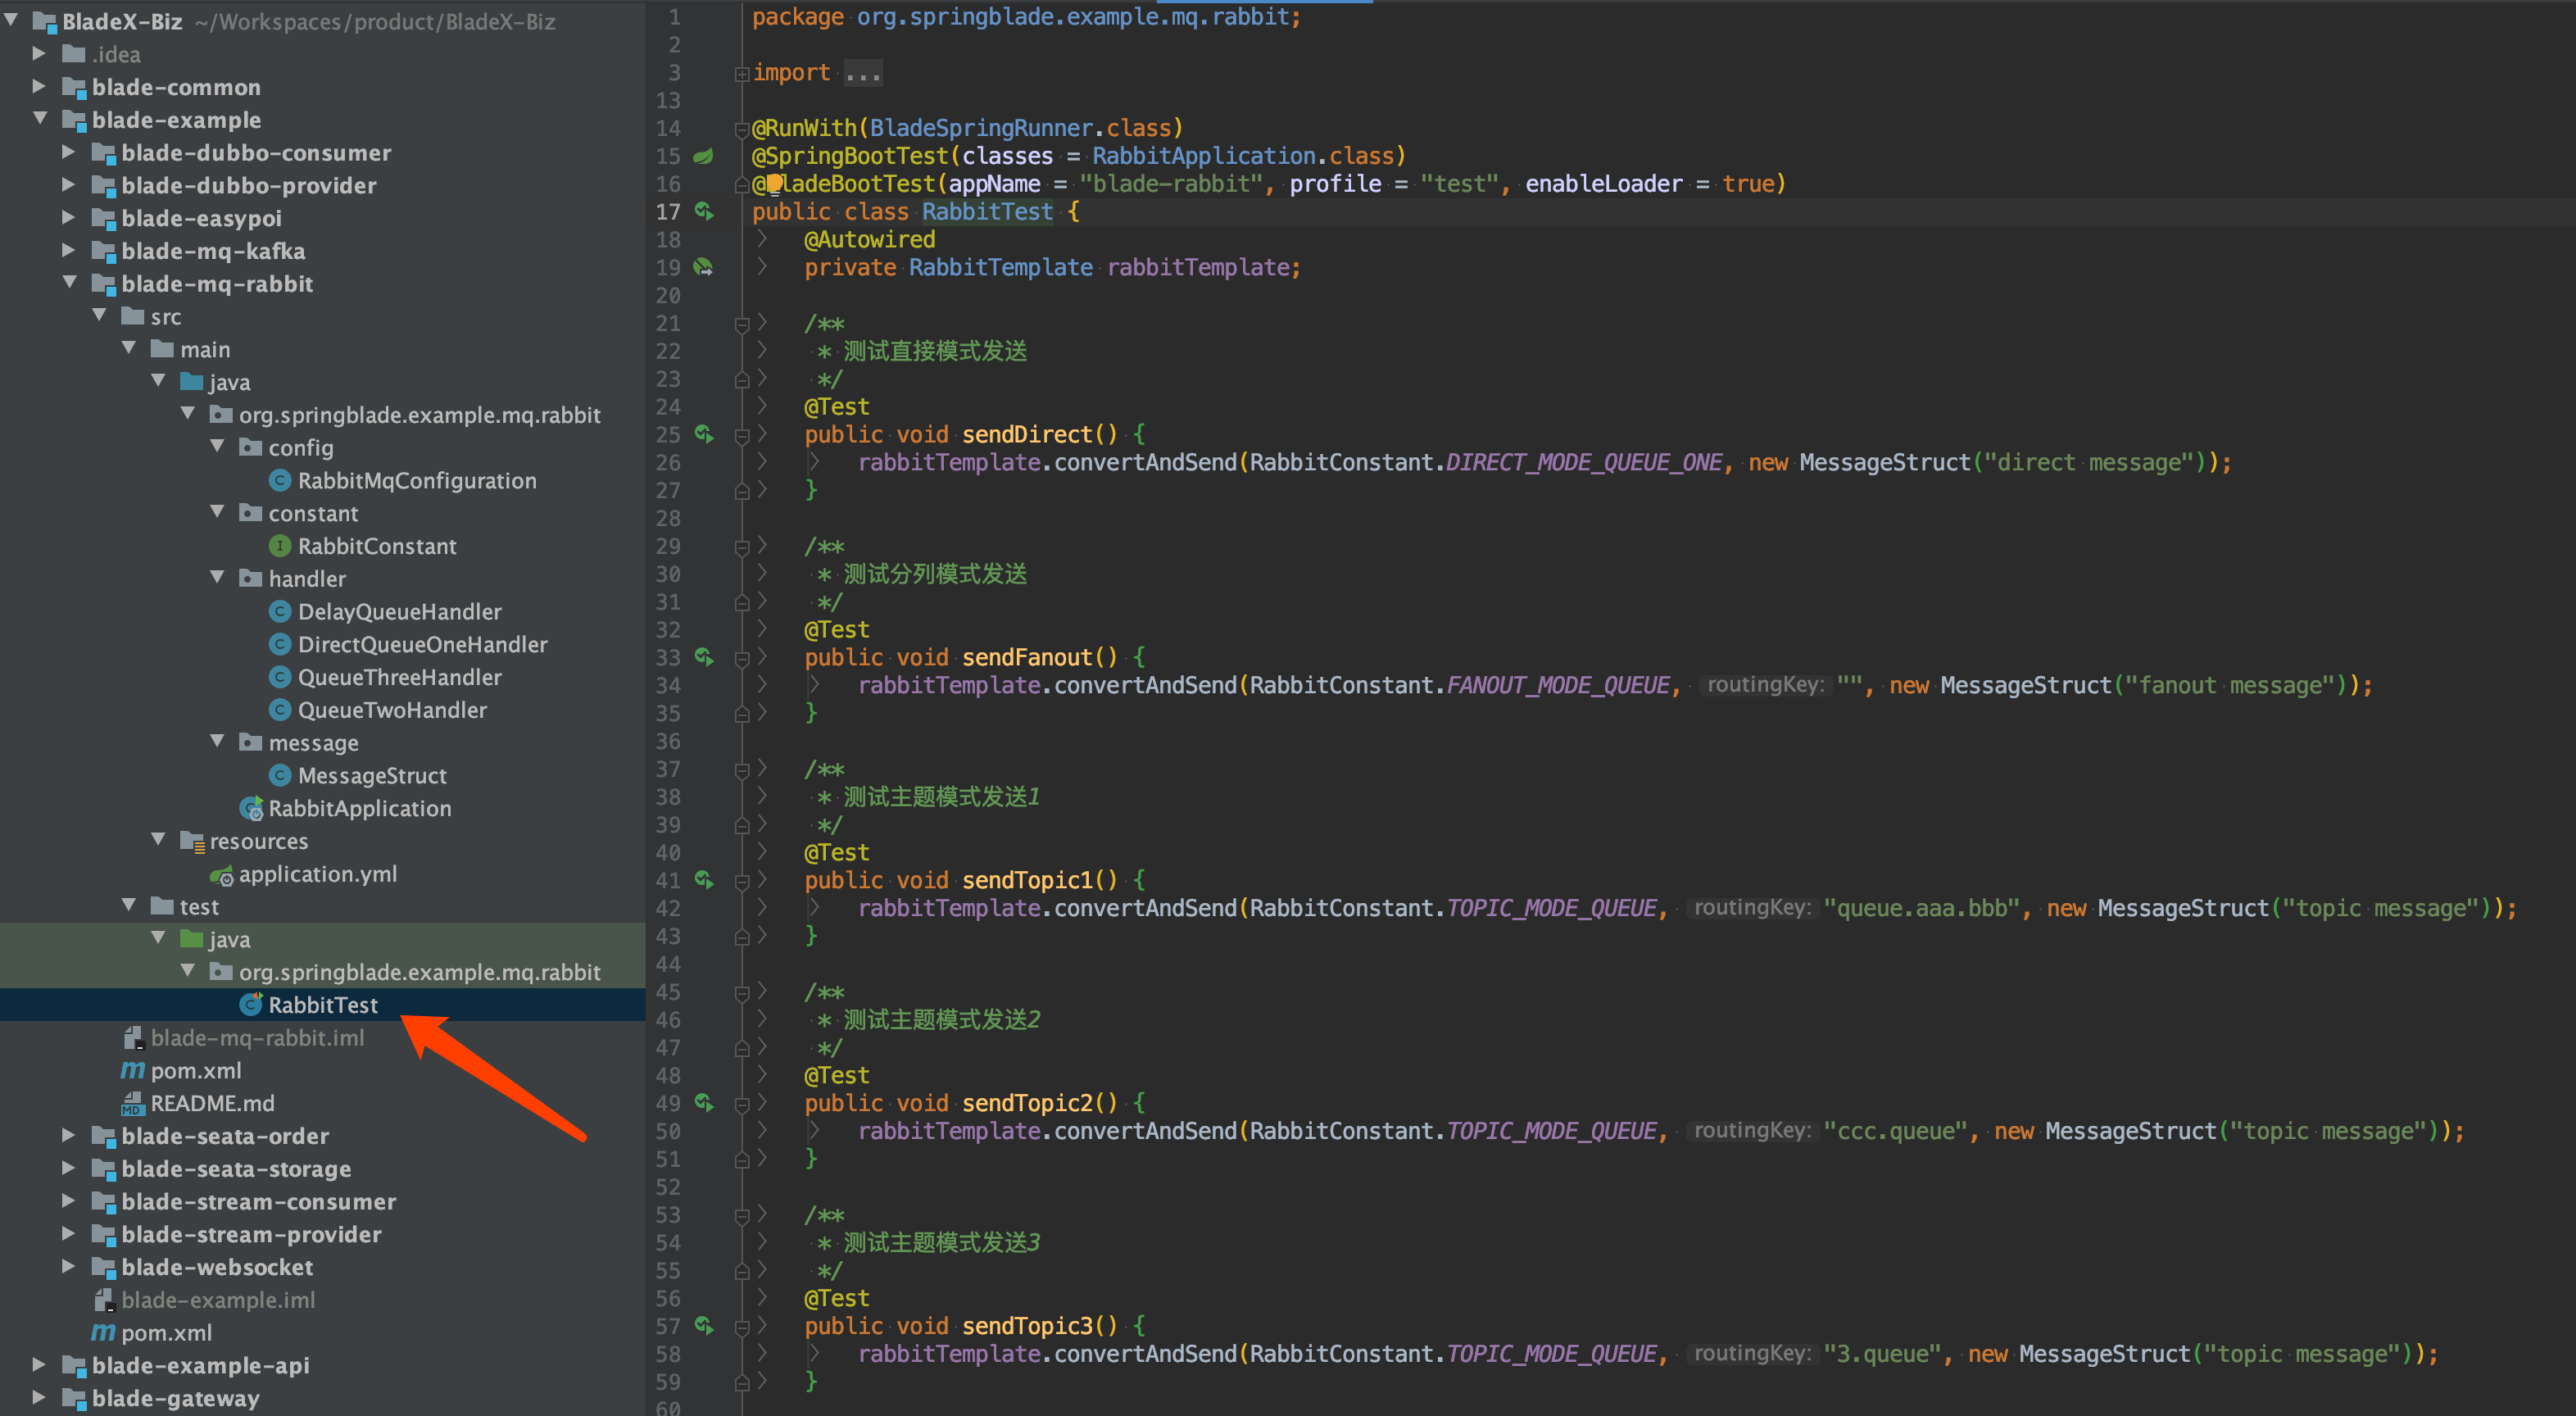 BladeX-Biz ~/Workspaces/product/BladeX-Biz
.idea
blade-common
blade-example
blade-dubbo-consumer
blade-dubbo-provider
blade-easypoi
blade-mq-kafka
blade-mq-rabbit
src
main
java
org.springblade.example.mq.rabbit
config
RabbitMqConfiguration
constant
RabbitConstant
handler
DelayQueueHandler
DirectQueueOneHandler
QueueThreeHandler
QueueTwoHandler
message
MessageStruct
RabbitApplication
resources
application.yml
test
java
org.springblade.example.mq.rabbit
RabbitTest
blade-mq-rabbit.iml
pom.xml
README.md
blade-seata-order
blade-seata-storage
blade-stream-consumer
blade-stream-provider
blade-websocket
blade-example.iml
pom.xml
blade-example-api
blade-gateway
1 package org.springblade.example.mq.rabbit;
2
3 import ...
13
14 @RunWith(BladeSpringRunner.class)
15 @SpringBootTest(classes = RabbitApplication.class)
16 @BladeBootTest(appName = "blade-rabbit", profile = "test", enableLoader = true)
17 public class RabbitTest {
18 @Autowired
19 private RabbitTemplate rabbitTemplate;
20
21 /**
22 * 测试直接模式发送
23 */
24 @Test
25 public void sendDirect() {
26 rabbitTemplate.convertAndSend(RabbitConstant.DIRECT_MODE_QUEUE_ONE, new MessageStruct("direct message"));
27 }
28
29 /**
30 * 测试分列模式发送
31 */
32 @Test
33 public void sendFanout() {
34 rabbitTemplate.convertAndSend(RabbitConstant.FANOUT_MODE_QUEUE, routingKey: "", new MessageStruct("fanout message"));
35 }
36
37 /**
38 * 测试主题模式发送1
39 */
40 @Test
41 public void sendTopic1() {
42 rabbitTemplate.convertAndSend(RabbitConstant.TOPIC_MODE_QUEUE, routingKey: "queue.aaa.bbb", new MessageStruct("topic message"));
43 }
44
45 /**
46 * 测试主题模式发送2
47 */
48 @Test
49 public void sendTopic2() {
50 rabbitTemplate.convertAndSend(RabbitConstant.TOPIC_MODE_QUEUE, routingKey: "ccc.queue", new MessageStruct("topic message"));
51 }
52
53 /**
54 * 测试主题模式发送3
55 */
56 @Test
57 public void sendTopic3() {
58 rabbitTemplate.convertAndSend(RabbitConstant.TOPIC_MODE_QUEUE, routingKey: "3.queue", new MessageStruct("topic message"));
59 }
60